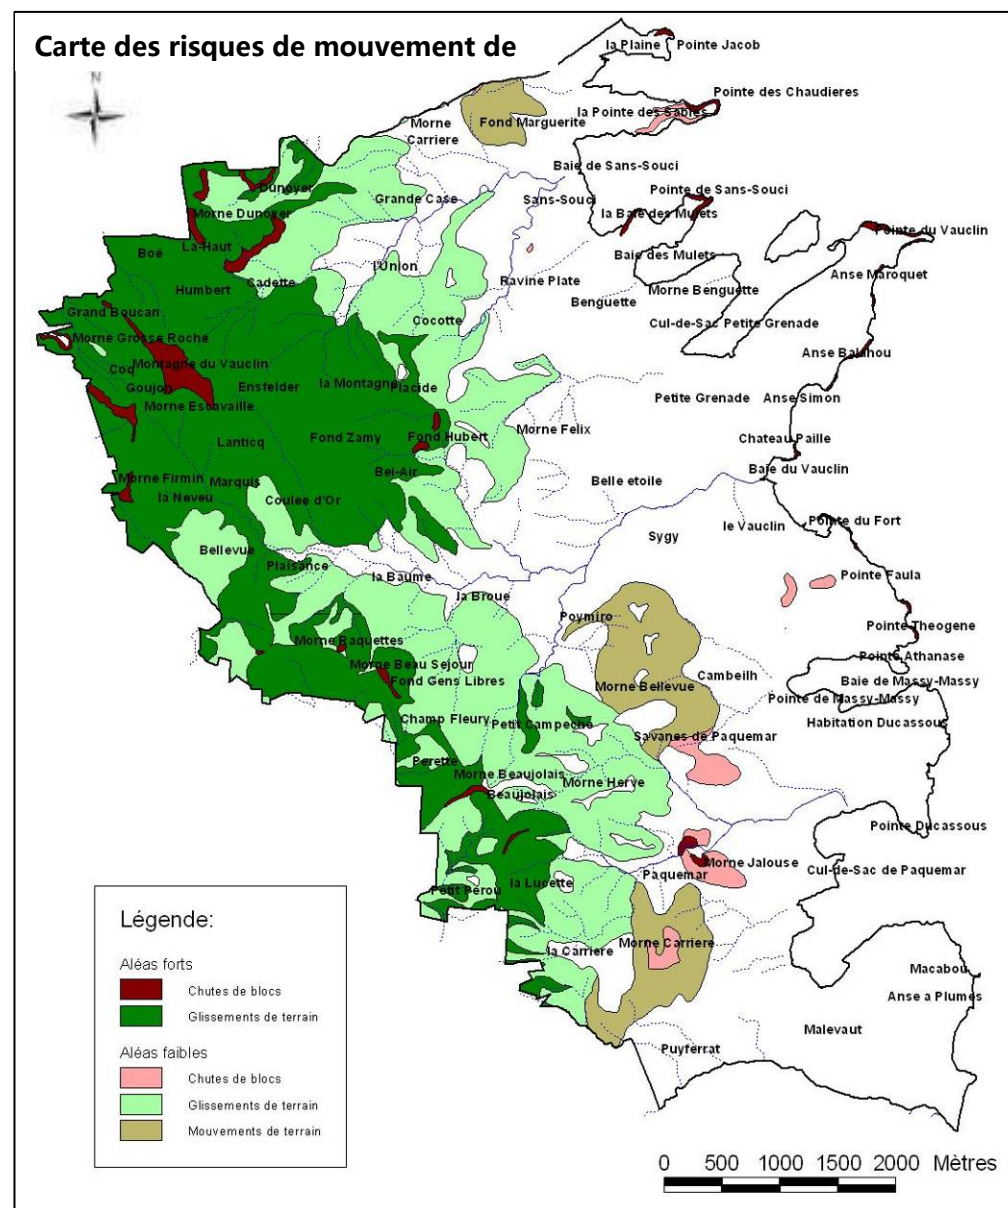 Carte des risques de mouvement de
N
la Plaine
Pointe Jacob
Pointe des Chaudieres
la Pointe des Sables
Fond Marguerite
Morne Carriere
Baie de Sans-Souci
Dunoyer
Grande Case
Sans-Souci
Pointe de Sans-Souci
la Baie des Mulets
Morne Dunoyer
Pointe du Vauclin
La-Haut
Boe
l'Union
Baie des Mulets
Anse Maroquet
Cadette
Ravine Plate
Humbert
Morne Benguette
Benguette
Grand Boucan
Cocotte
Cul-de-Sac Petite Grenade
Morne Grosse Roche
Anse Balahou
Montagne du Vauclin
Coq
la Montagne
Goujon
Ensfelder
Placide
Morne Escavaille
Petite Grenade
Anse Simon
Lanticq
Fond Zamy
Fond Hubert
Morne Felix
Chateau Paille
Bel-Air
Baie du Vauclin
Morne Firmin
Marquis
Belle etoile
la Neveu
Coulee d'Or
le Vauclin
Pointe du Fort
Sygy
Bellevue
Plaisance
la Baume
Pointe Faula
la Broue
Poymiro
Pointe Theogene
Morne Raquettes
Pointe Athanase
Morne Beau Sejour
Fond Gens Libres
Cambeilh
Baie de Massy-Massy
Morne Bellevue
Pointe de Massy-Massy
Champ Fleury
Petit Campeche
Habitation Ducassous
Savanes de Paquemar
Perette
Morne Beaujolais
Morne Herve
Beaujolais
Pointe Ducassous
Morne Jalouse
Paquemar
Cul-de-Sac de Paquemar
Petit Pérou
la Lucette
la Carriere
Morne Carriere
Macabou
Anse a Plumes
Malevaut
Puyferrat
Légende:
Aléas forts
Chutes de blocs
Glissements de terrain
Aléas faibles
Chutes de blocs
Glissements de terrain
Mouvements de terrain
0 500 1000 1500 2000 Mètres